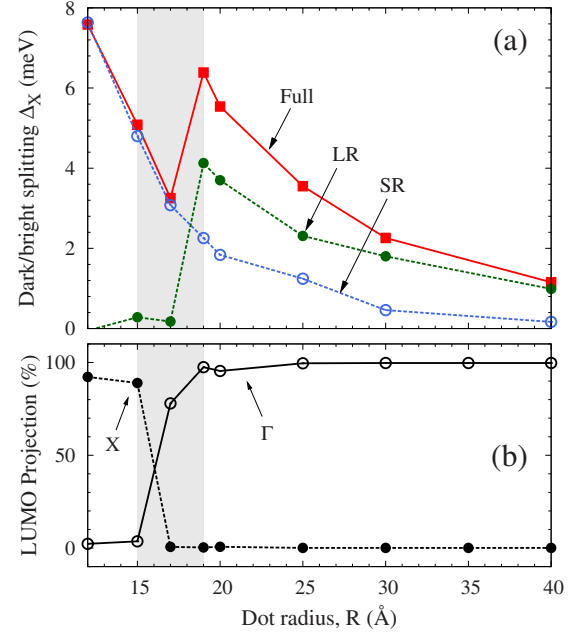 (a)
8
6
4
2
0
Dark/bright splitting Δ_X (meV)
Full
LR
SR
(b)
100
50
0
LUMO Projection (%)
X
Γ
15 20 25 30 35 40
Dot radius, R (Å)